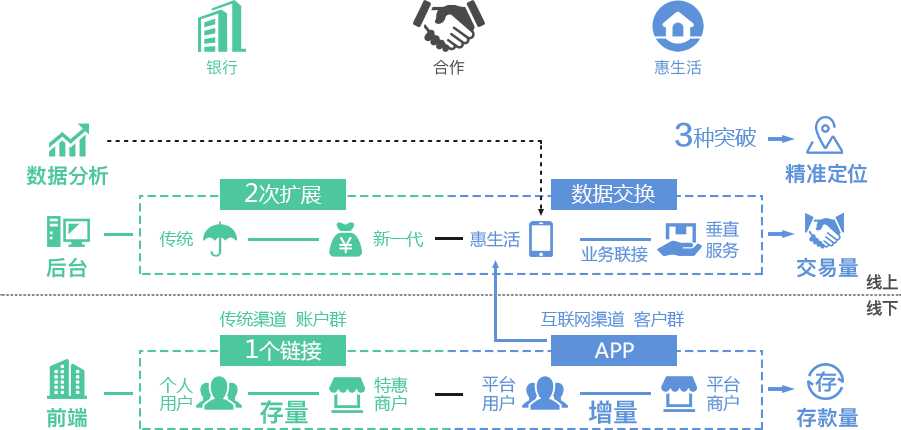 银行
合作
惠生活
数据分析
3种突破
精准定位
2次扩展
数据交换
后台
传统
¥
新一代
惠生活
业务联接
垂直
服务
交易量
线上
线下
传统渠道 账户群
互联网渠道 客户群
1个链接
APP
前端
个人
用户
存量
特惠
商户
平台
用户
增量
平台
商户
存
存款量